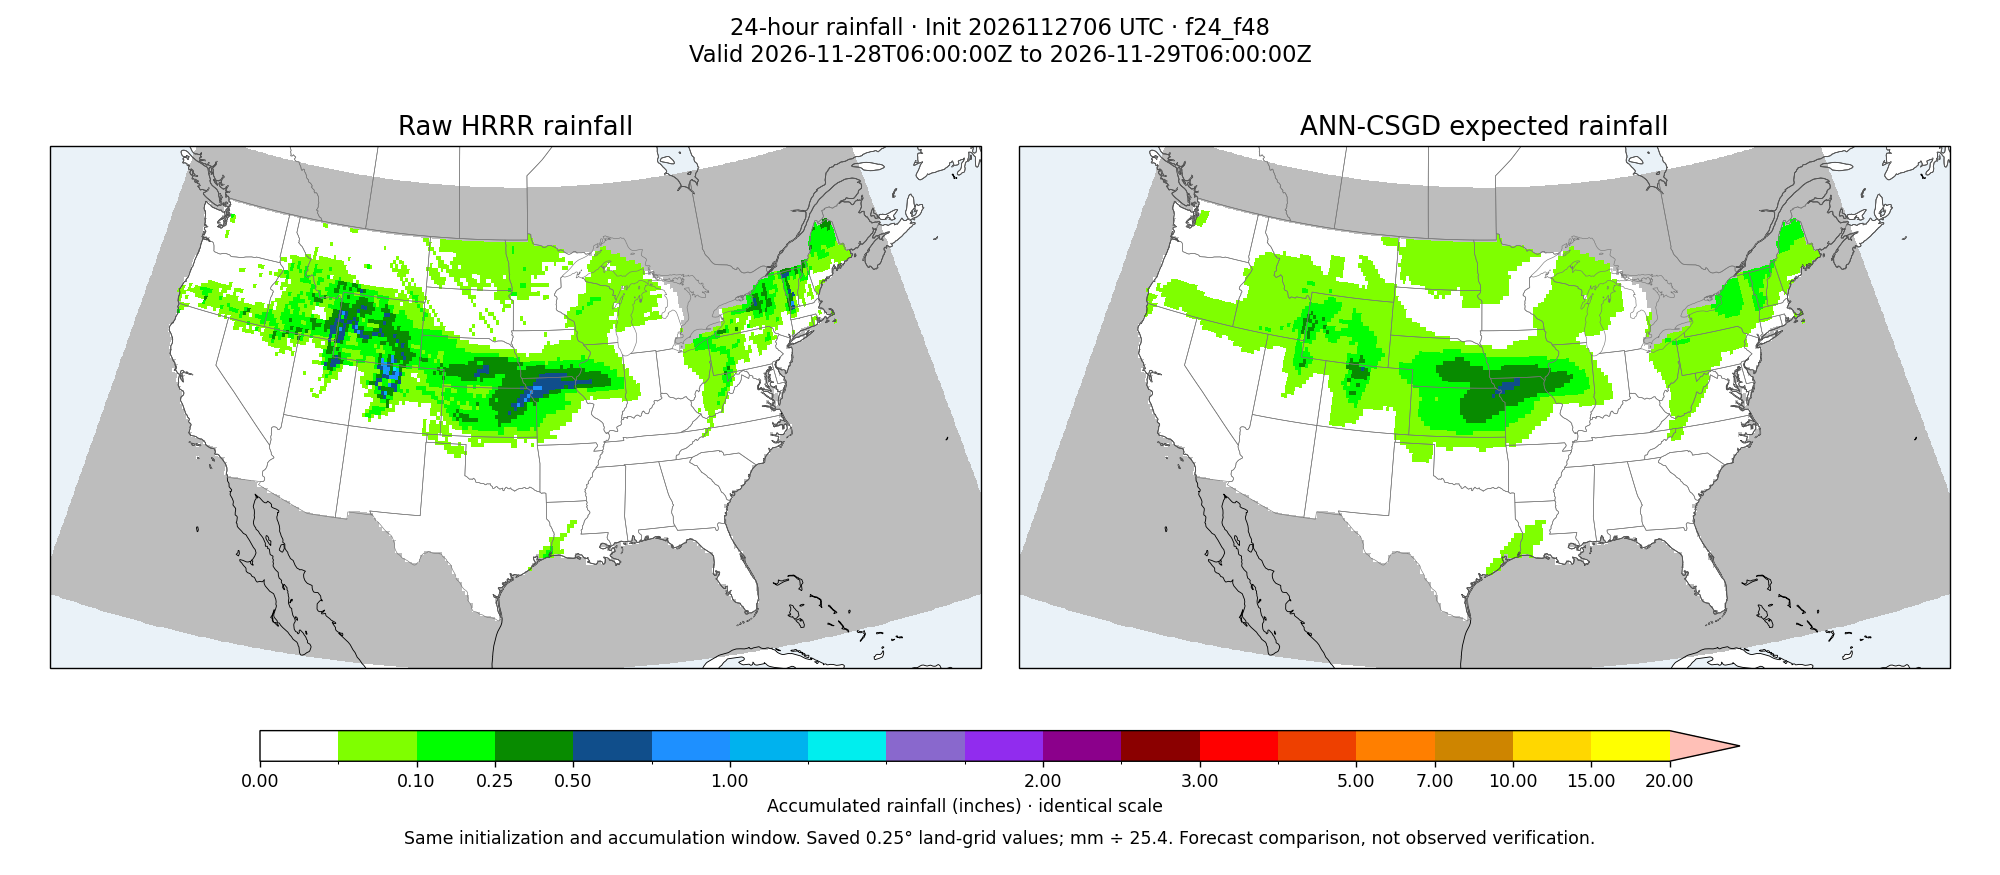 24-hour rainfall · Init 2026112706 UTC · f24_f48
Valid 2026-11-28T06:00:00Z to 2026-11-29T06:00:00Z
Raw HRRR rainfall
ANN-CSGD expected rainfall
0.00 0.10 0.25 0.50 1.00 2.00 3.00 5.00 7.00 10.00 15.00 20.00
Accumulated rainfall (inches) · identical scale
Same initialization and accumulation window. Saved 0.25° land-grid values; mm ÷ 25.4. Forecast comparison, not observed verification.